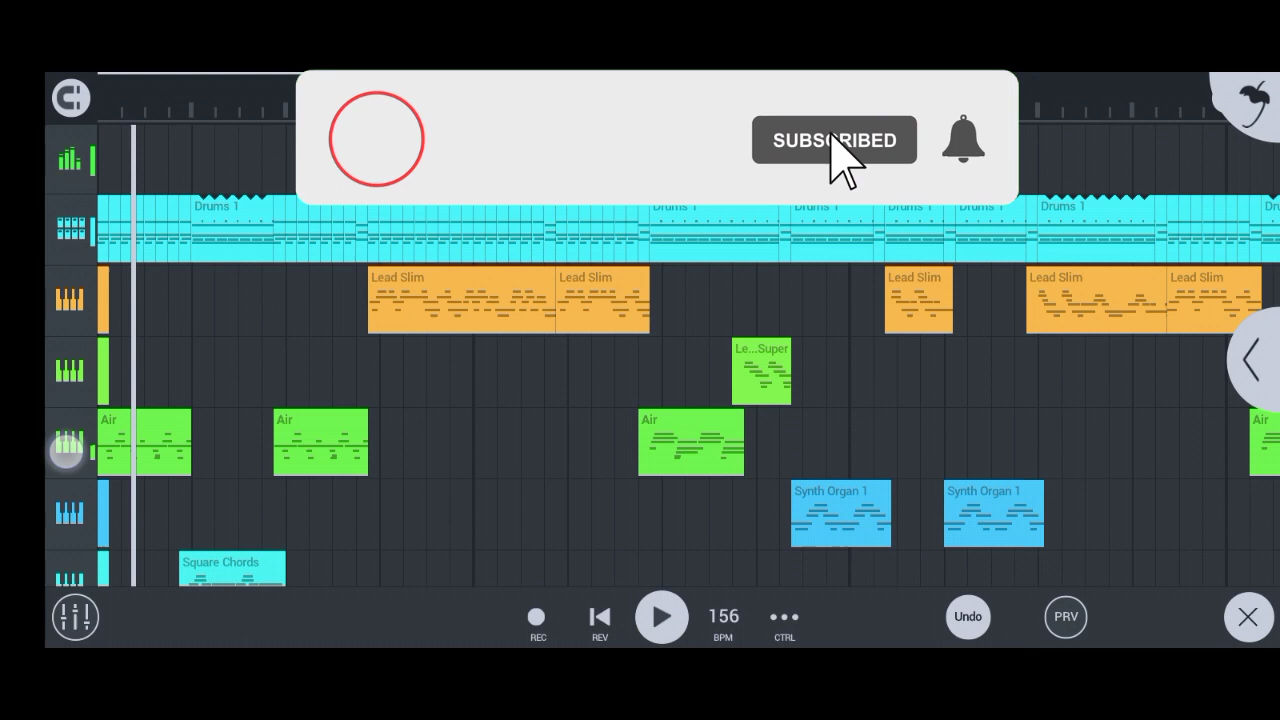 SUBSCRIBED
Drums 1
Drums 1
Drums 1
Drums 1
Drums 1
Drums 1
Dru
Lead Slim
Lead Slim
Lead Slim
Lead Slim
Lead Slim
Le...Super
Air
Air
Air
Air
Synth Organ 1
Synth Organ 1
Square Chords
156
Undo
PRV
REC
REV
BPM
CTRL